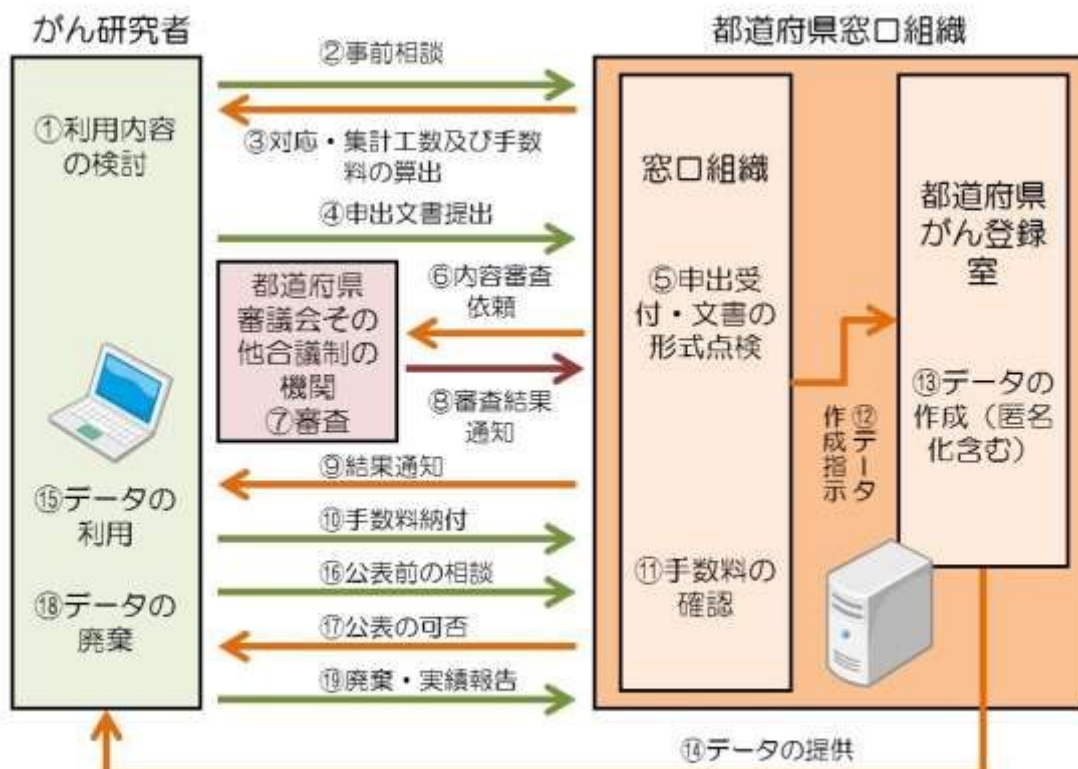 がん研究者
都道府県窓口組織
②事前相談
①利用内容
の検討
③対応・集計工数及び手数
料の算出
④申出文書提出
窓口組織
都道府県
がん登録
室
都道府県
審議会その
他合議制の
機関
⑦審査
⑥内容審査
依頼
⑤申出受
付・文書の
形式点検
⑧審査結果
通知
⑫データ
作成指示
⑬データの
作成（匿名
化含む）
⑨結果通知
⑮データの
利用
⑩手数料納付
⑯公表前の相談
⑪手数料の
確認
⑱データの
廃棄
⑰公表の可否
⑲廃棄・実績報告
⑭データの提供